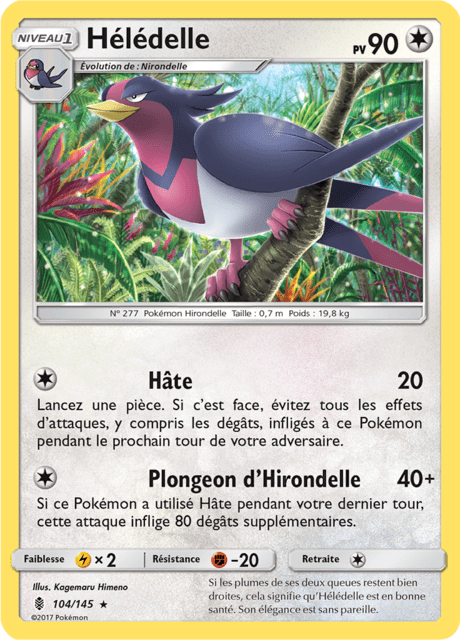 NIVEAU 1
Hélédelle
PV 90
Évolution de : Nirondelle
N° 277 Pokémon Hirondelle Taille : 0,7 m Poids : 19,8 kg
Hâte 20
Lancez une pièce. Si c'est face, évitez tous les effets
d'attaques, y compris les dégâts, infligés à ce Pokémon
pendant le prochain tour de votre adversaire.
Plongeon d'Hirondelle 40+
Si ce Pokémon a utilisé Hâte pendant votre dernier tour,
cette attaque inflige 80 dégâts supplémentaires.
Faiblesse × 2 Résistance -20 Retraite
Illus. Kagemaru Himeno
104/145 ★
©2017 Pokémon
Si les plumes de ses deux queues restent bien
droites, cela signifie qu'Hélédelle est en bonne
santé. Son élégance est sans pareille.